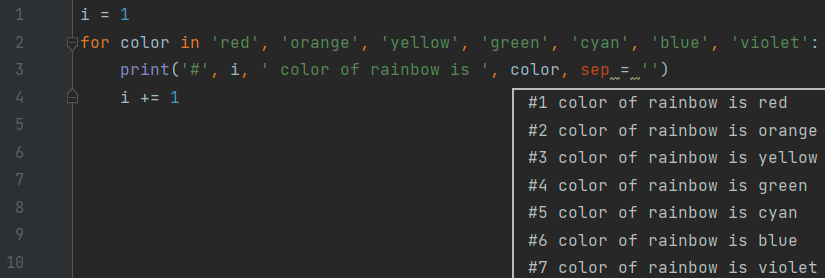 1 i = 1
2 for color in 'red', 'orange', 'yellow', 'green', 'cyan', 'blue', 'violet':
3 print('#', i, ' color of rainbow is ', color, sep = '')
4 i += 1
5
6
7
8
9
10
#1 color of rainbow is red
#2 color of rainbow is orange
#3 color of rainbow is yellow
#4 color of rainbow is green
#5 color of rainbow is cyan
#6 color of rainbow is blue
#7 color of rainbow is violet